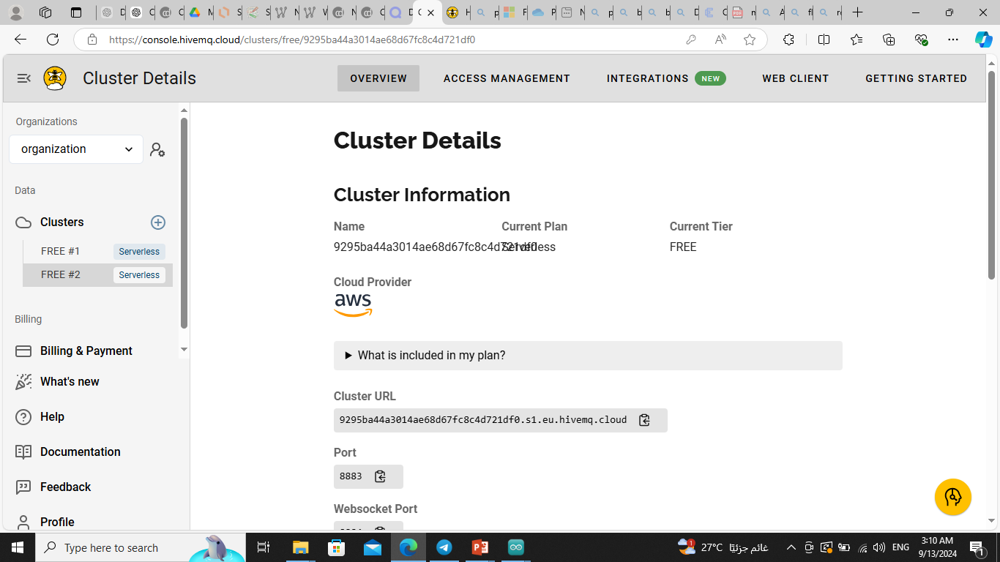 https://console.hivemq.cloud/clusters/free/9295ba44a3014ae68d67fc8c4d721df0
Cluster Details
OVERVIEW
ACCESS MANAGEMENT
INTEGRATIONS NEW
WEB CLIENT
GETTING STARTED
Organizations
organization
Data
Clusters
FREE #1 Serverless
FREE #2 Serverless
Billing
Billing & Payment
What's new
Help
Documentation
Feedback
Profile
Cluster Details
Cluster Information
Name Current Plan Current Tier
9295ba44a3014ae68d67fc8c4d721df0 Serverless FREE
Cloud Provider
aws
What is included in my plan?
Cluster URL
9295ba44a3014ae68d67fc8c4d721df0.s1.eu.hivemq.cloud
Port
8883
Websocket Port
Type here to search
1
27°C غائم جزئيًا
ENG
3:10 AM
9/13/2024
1